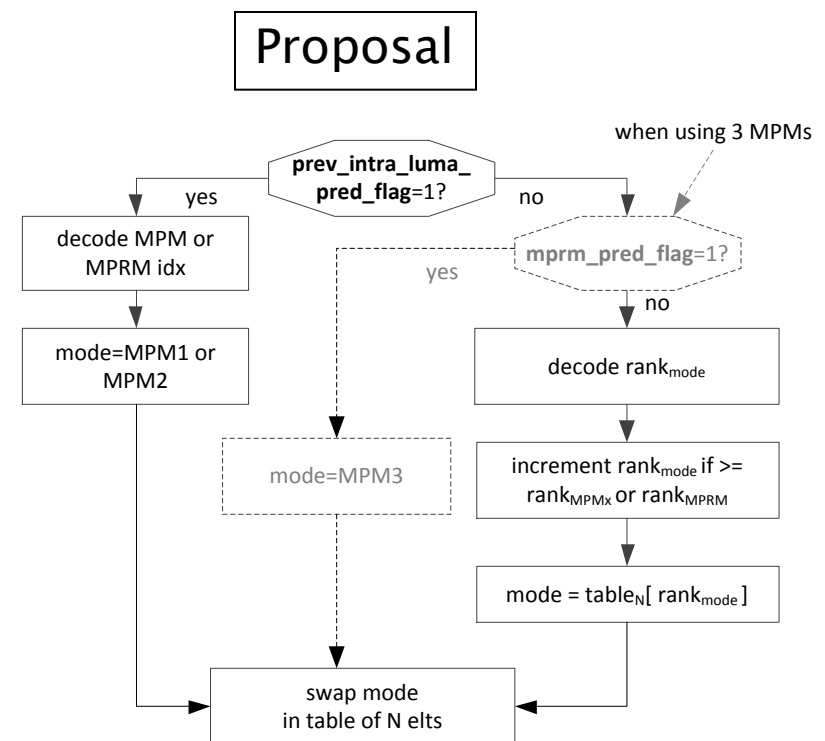 Proposal
when using 3 MPMs
prev_intra_luma_
pred_flag=1?
yes
no
decode MPM or
MPRM idx
mprm_pred_flag=1?
yes
no
mode=MPM1 or
MPM2
decode rankmode
mode=MPM3
increment rankmode if >=
rankMPMx or rankMPRM
mode = tableN[ rankmode ]
swap mode
in table of N elts